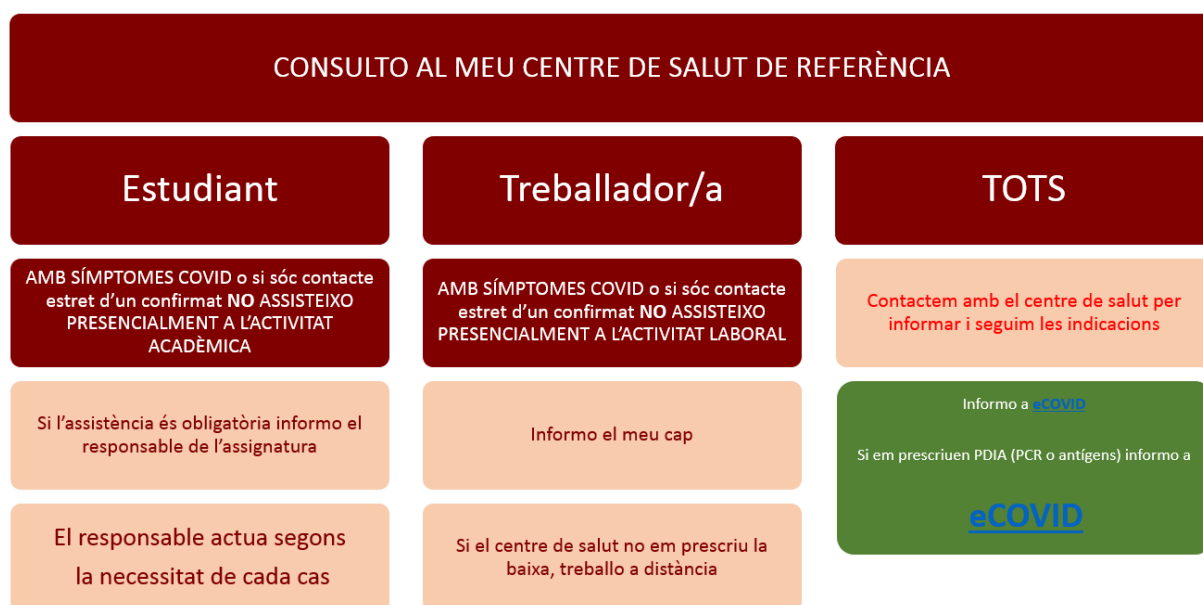 CONSULTO AL MEU CENTRE DE SALUT DE REFERÈNCIA
Estudiant
AMB SÍMPTOMES COVID o si sóc contacte
estret d’un confirmat NO ASSISTEIXO
PRESENCIALMENT A L’ACTIVITAT
ACADÈMICA
Si l’assistència és obligatòria informo el
responsable de l’assignatura
El responsable actua segons
la necessitat de cada cas
Treballador/a
AMB SÍMPTOMES COVID o si sóc contacte
estret d’un confirmat NO ASSISTEIXO
PRESENCIALMENT A L’ACTIVITAT LABORAL
Informo el meu cap
Si el centre de salut no em prescriu la
baixa, treballo a distància
TOTS
Contactem amb el centre de salut per
informar i seguim les indicacions
Informo a eCOVID
Si em prescriuen PDIA (PCR o antígens) informo a
eCOVID